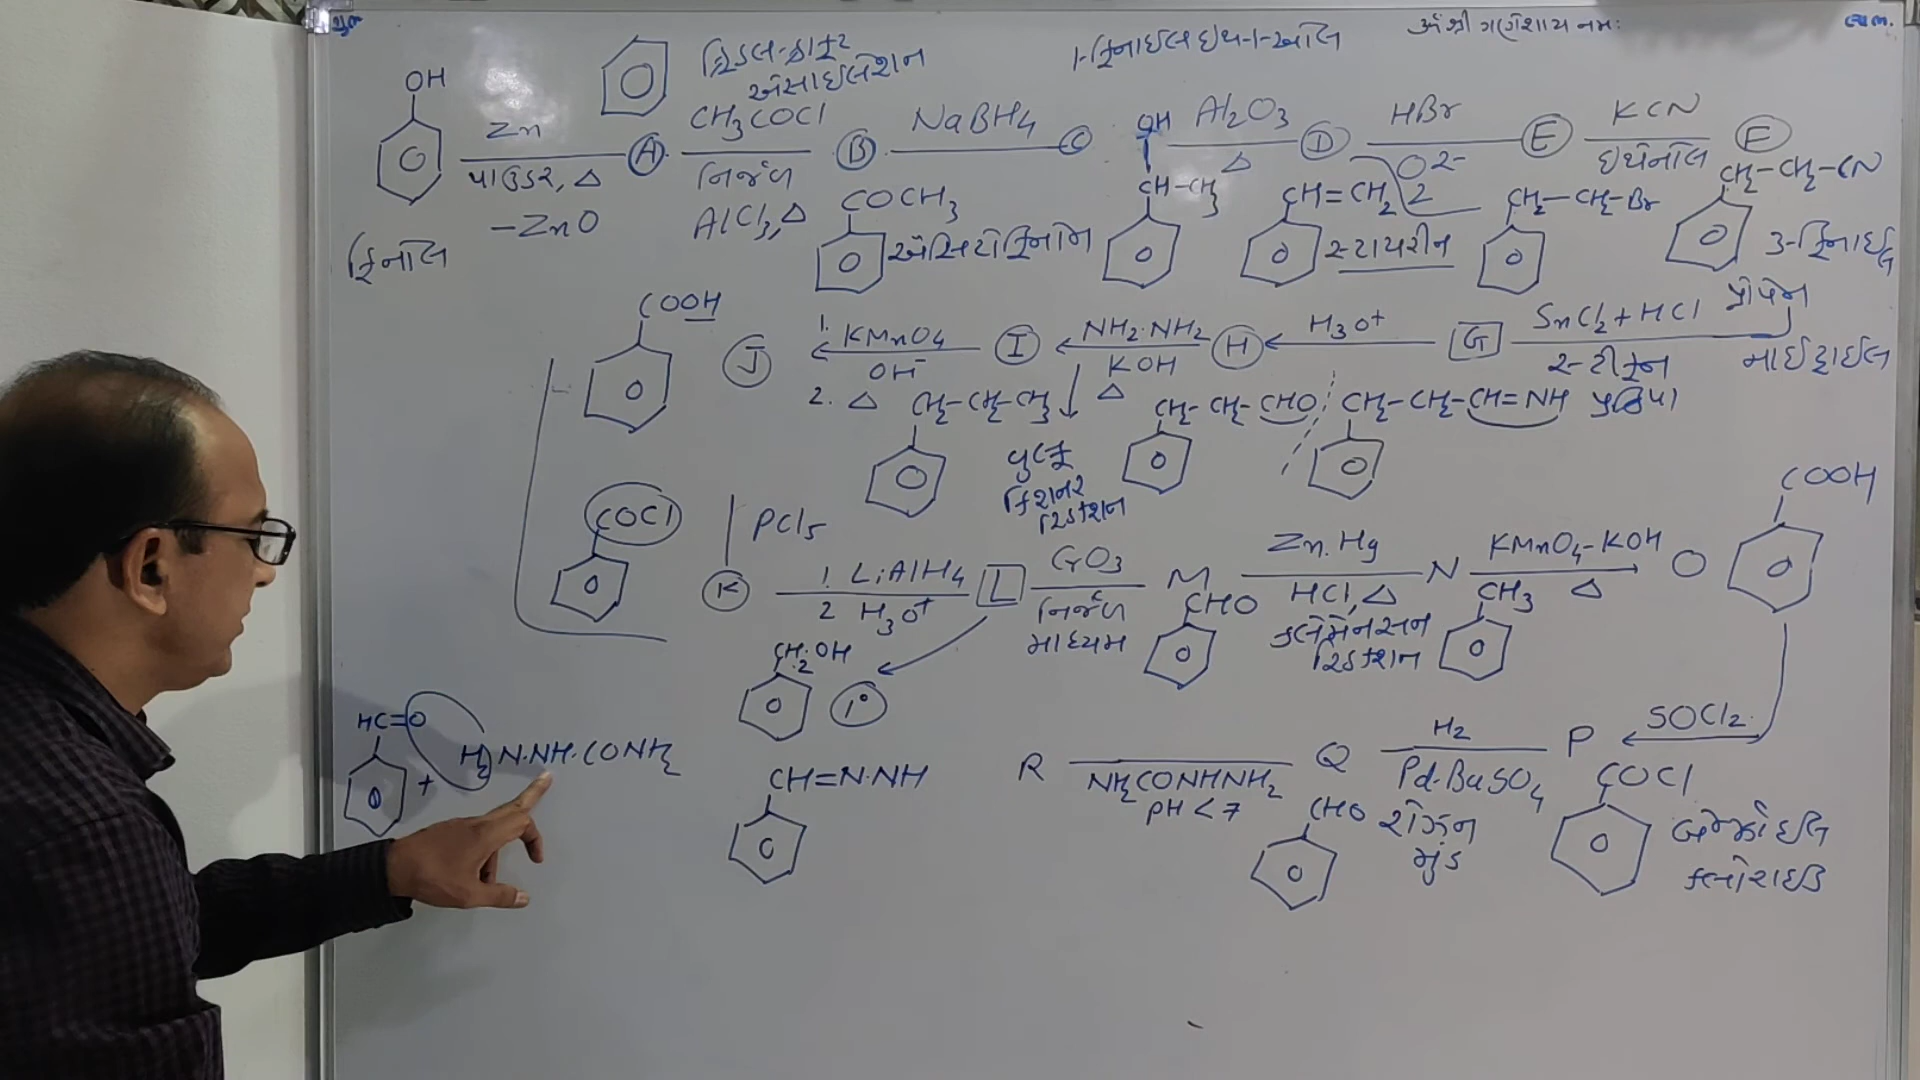 શુભ
ૐ શ્રી ગણેશાય નમઃ
લાભ.
ફ્રિડલ-ક્રાફ્ટ
એસાઇલેશન
1-ફિનાઇલ ઇથ-1-ઓલ
OH
Zn
પાઉડર, Δ
-ZnO
ફિનોલ
A
CH3COCl
નિર્જળ
AlCl3, Δ
B
COCH3
એસિટોફિનોન
NaBH4
C
OH
CH-CH3
Al2O3
Δ
D
CH=CH2
સ્ટાયરીન
HBr
O2-2
E
CH2-CH2-Br
KCN
ઇથેનોલ
F
CH2-CH2-CN
3-ફિનાઇલ
પ્રોપેન
નાઇટ્રાઇલ
SnCl2+HCl
સ્ટીફન
પ્રક્રિયા
G
CH2-CH2-CH=NH
H3O+
H
CH2-CH2-CHO
NH2·NH2
KOH
Δ
વુલ્ફ
કિશનર
રિડક્શન
I
CH2-CH2-CH3
1. KMnO4
OH-
2. Δ
J
COOH
PCl5
COCl
K
1. LiAlH4
2 H3O+
L
CH2·OH
1°
CrO3
નિર્જળ
માધ્યમ
M
CHO
Zn.Hg
HCl, Δ
ક્લેમેન્સન
રિડક્શન
N
CH3
KMnO4-KOH
Δ
O
COOH
SOCl2
P
COCl
બેન્ઝોઇલ
ક્લોરાઇડ
H2
Pd-BaSO4
રોઝન
મુંડ
Q
CHO
NH2CONHNH2
PH<7
R
HC=O
+
H2N·NH·CONH2
CH=N·NH